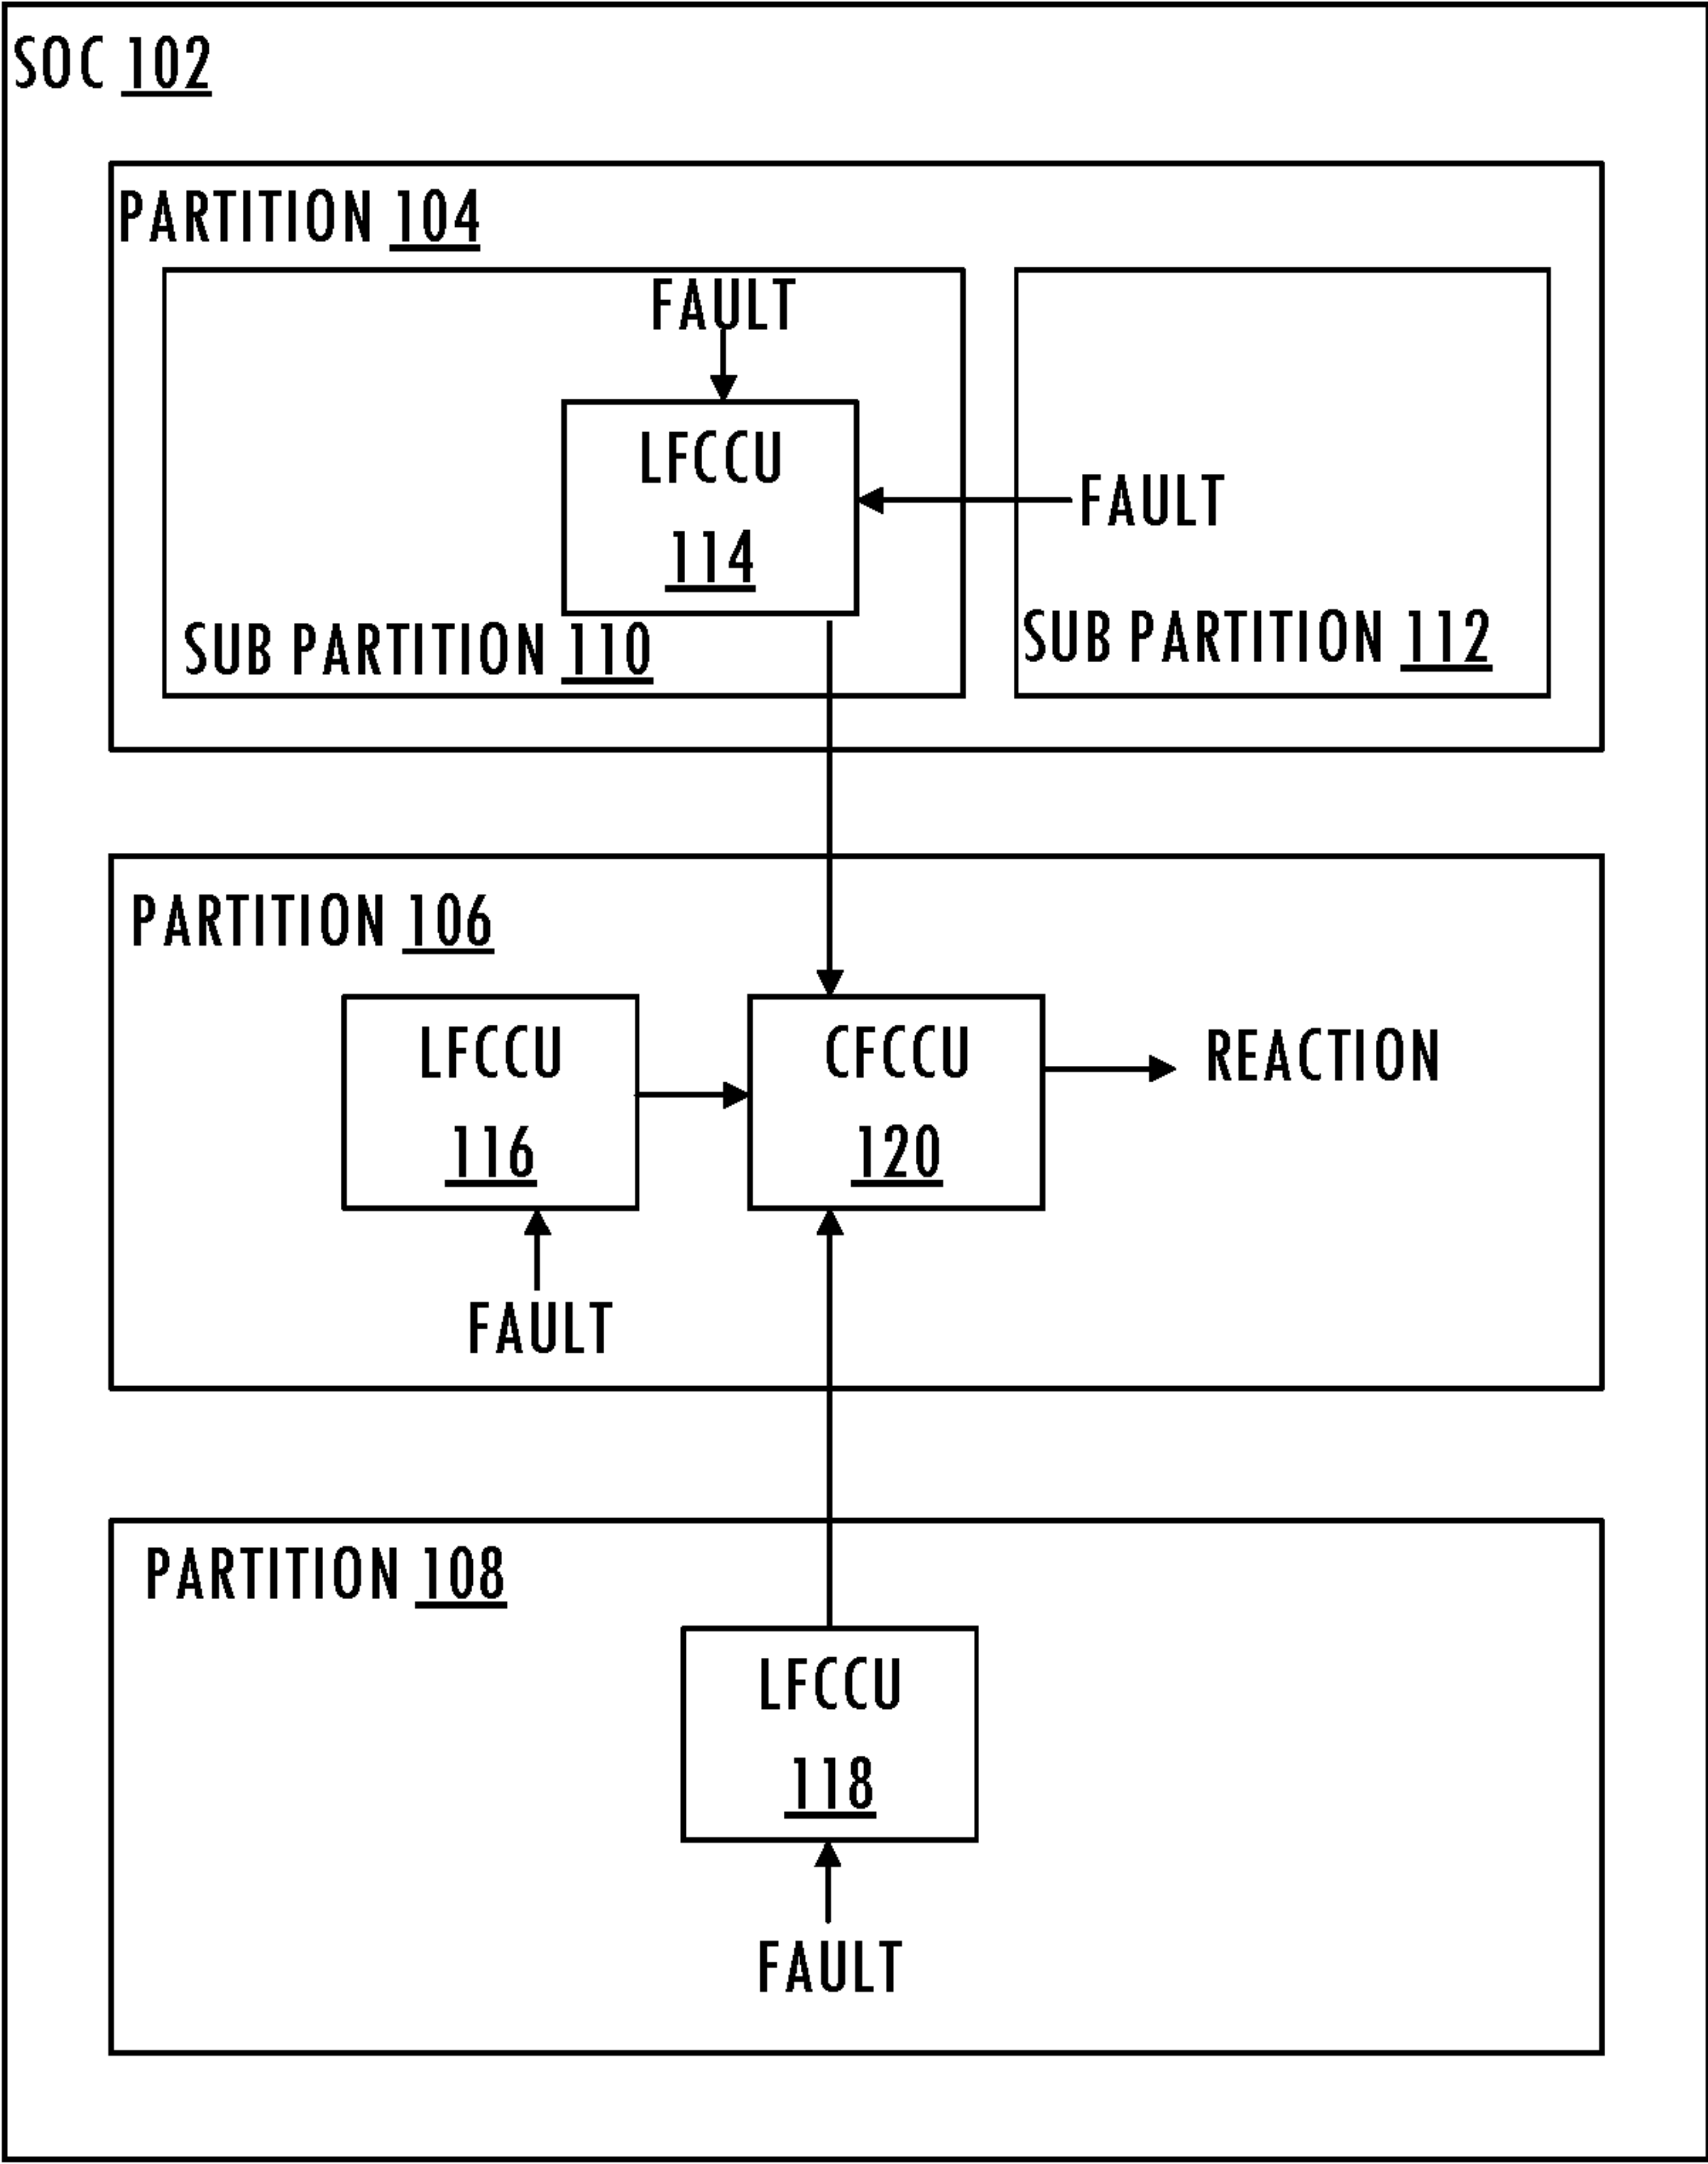 SOC 102
PARTITION 104
FAULT
LFCCU
114
FAULT
SUB PARTITION 110
SUB PARTITION 112
PARTITION 106
LFCCU
116
CFCCU
120
REACTION
FAULT
PARTITION 108
LFCCU
118
FAULT